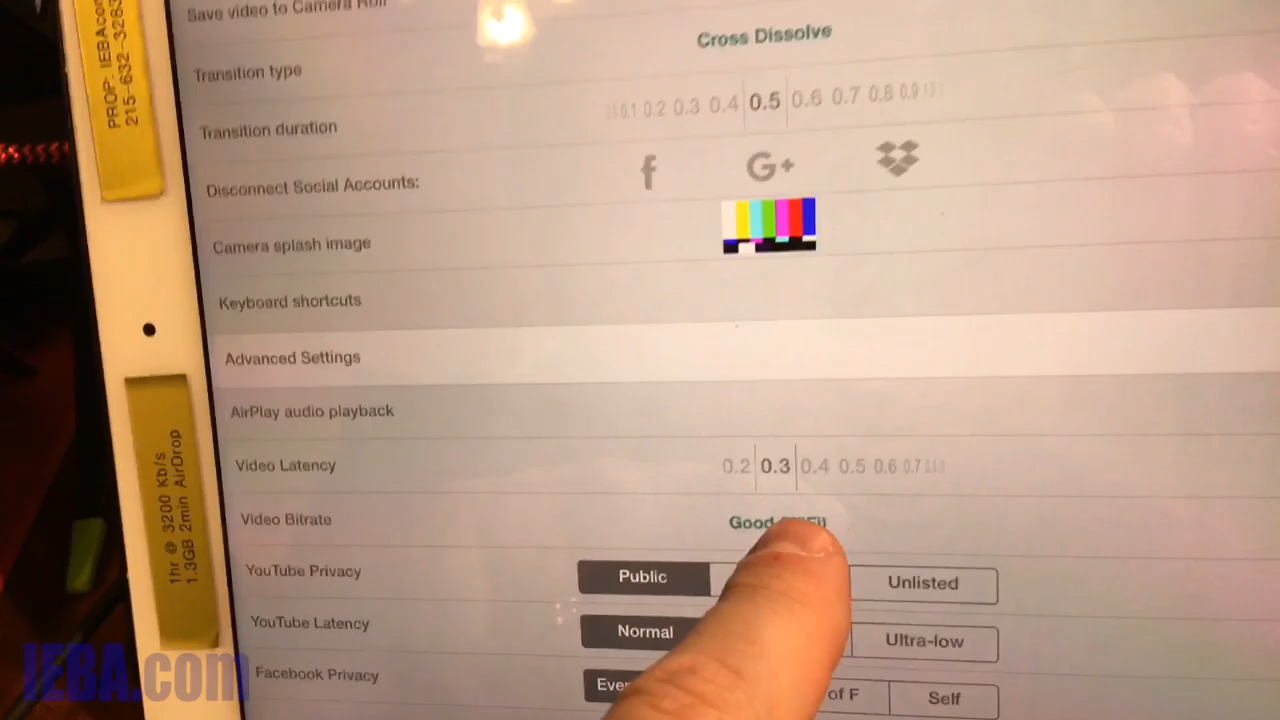 PROP: IEBA.com
215-632-3283
Save video to Camera Roll
Cross Dissolve
Transition type
0.1 0.2 0.3 0.4 0.5 0.6 0.7 0.8 0.9
Transition duration
f G+
Disconnect Social Accounts:
Camera splash image
Keyboard shortcuts
Advanced Settings
AirPlay audio playback
Video Latency
0.2 0.3 0.4 0.5 0.6 0.7
Video Bitrate
Good
YouTube Privacy
Public Unlisted
YouTube Latency
Normal Ultra-low
Facebook Privacy
of F Self
1hr @ 3200 Kb/s
1.3GB 2min AirDrop
IEBA.com